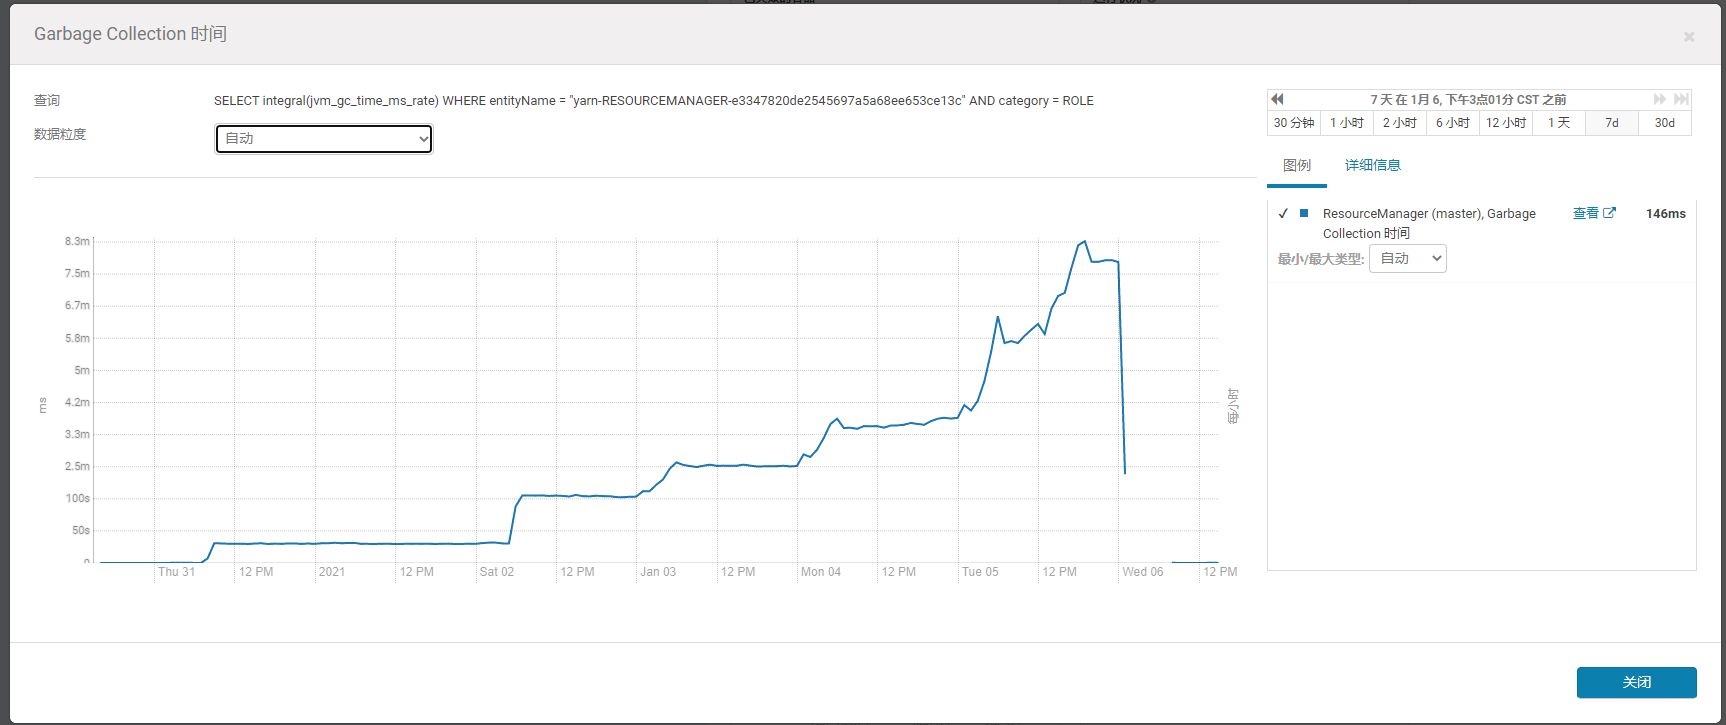 Garbage Collection 时间
×
查询
SELECT integral(jvm_gc_time_ms_rate) WHERE entityName = "yarn-RESOURCEMANAGER-e3347820de2545697a5a68ee653ce13c" AND category = ROLE
数据粒度
自动
7 天 在 1月 6, 下午3点01分 CST 之前
30 分钟 1 小时 2 小时 6 小时 12 小时 1 天 7d 30d
图例 详细信息
ResourceManager (master), Garbage
Collection 时间
查看
146ms
最小/最大类型: 自动
8.3m
7.5m
6.7m
5.8m
5m
4.2m
3.3m
2.5m
100s
50s
0
ms
每小时
Thu 31 12 PM 2021 12 PM Sat 02 12 PM Jan 03 12 PM Mon 04 12 PM Tue 05 12 PM Wed 06 12 PM
关闭